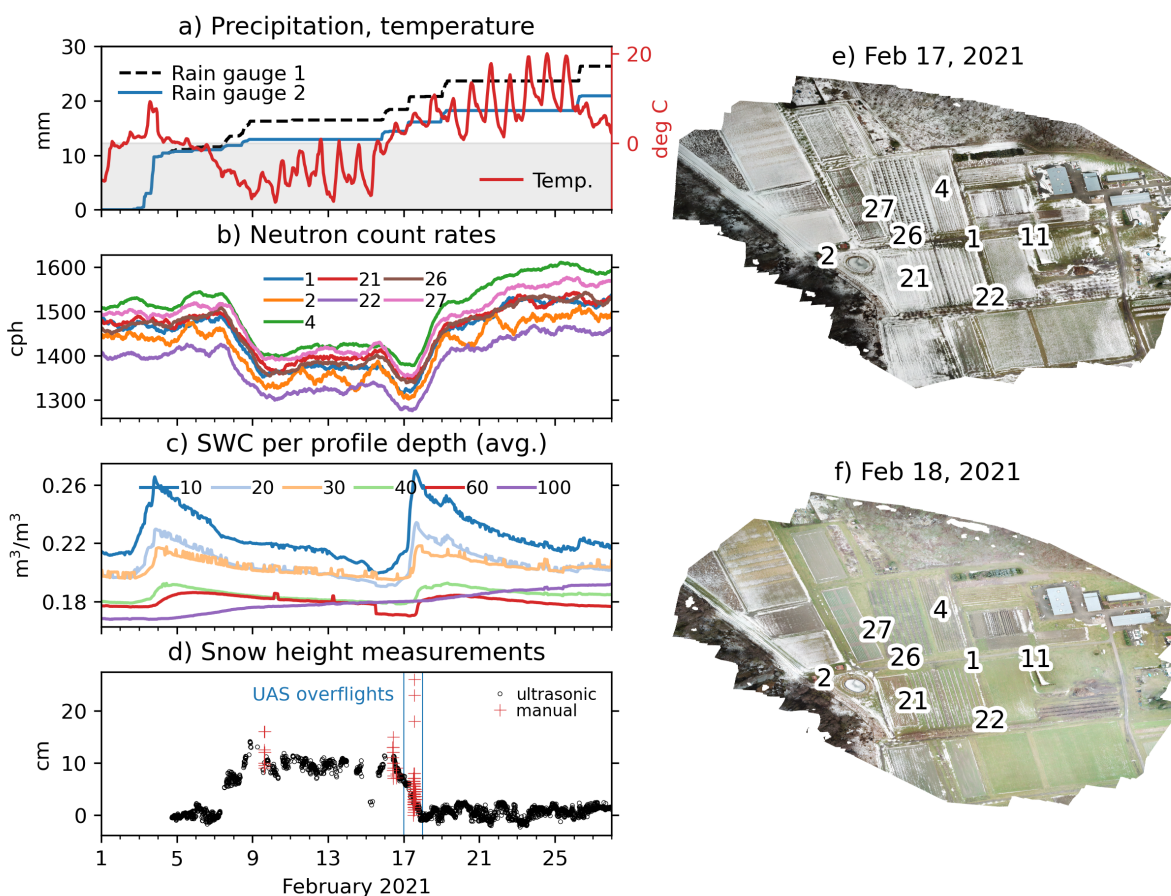 a) Precipitation, temperature
30
20
10
0
mm
Rain gauge 1
Rain gauge 2
Temp.
20
0
deg C
b) Neutron count rates
1600
1500
1400
1300
cph
1 21 26
2 22 27
4
c) SWC per profile depth (avg.)
0.26
0.22
0.18
m³/m³
10 20 30 40 60 100
d) Snow height measurements
20
10
0
cm
UAS overflights
ultrasonic
manual
1 5 9 13 17 21 25
February 2021
e) Feb 17, 2021
4
27
26
1
11
2
21
22
f) Feb 18, 2021
4
27
26
1
11
2
21
22